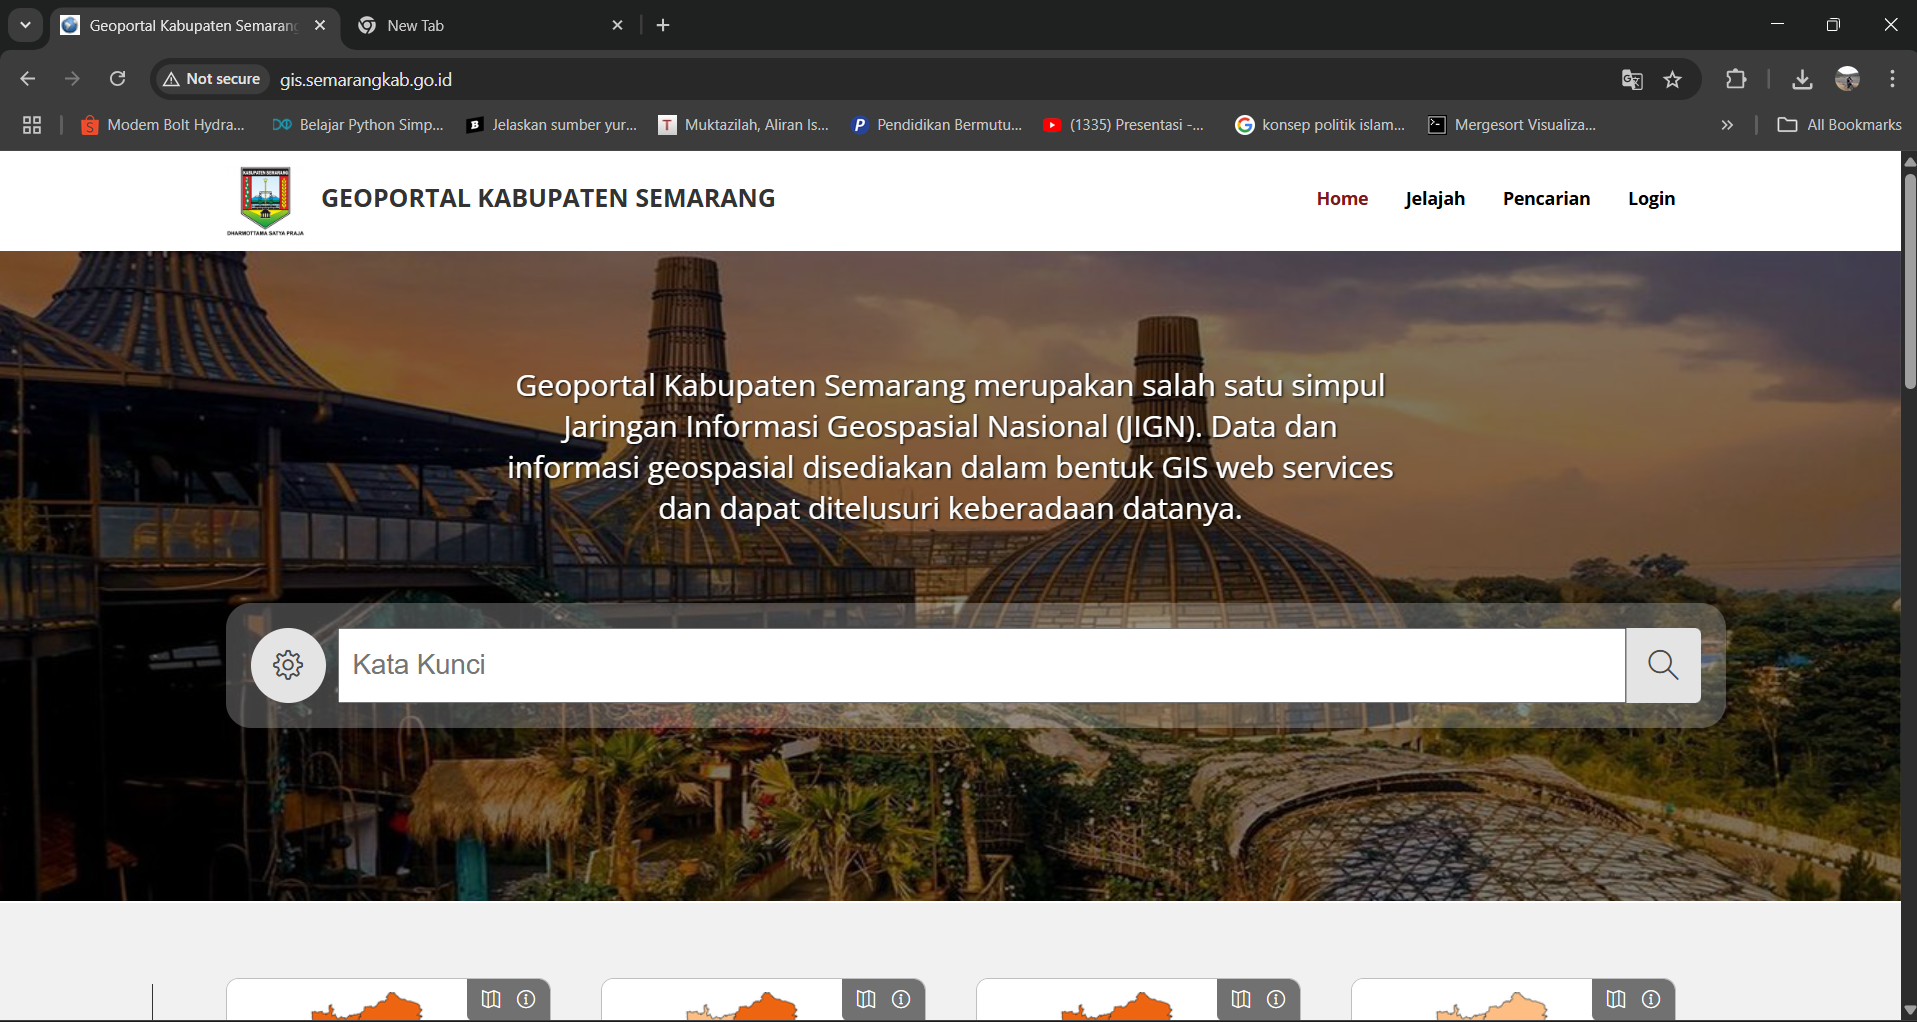 Geoportal Kabupaten Semarang
New Tab
Not secure
gis.semarangkab.go.id
Modem Bolt Hydra...
Belajar Python Simp...
Jelaskan sumber yur...
Muktazilah, Aliran Is...
Pendidikan Bermutu...
(1335) Presentasi -...
konsep politik islam...
Mergesort Visualiza...
All Bookmarks
KABUPATEN SEMARANG
DHARMOTTAMA SATYA PRAJA
GEOPORTAL KABUPATEN SEMARANG
Home
Jelajah
Pencarian
Login
Geoportal Kabupaten Semarang merupakan salah satu simpul
Jaringan Informasi Geospasial Nasional (JIGN). Data dan
informasi geospasial disediakan dalam bentuk GIS web services
dan dapat ditelusuri keberadaan datanya.
Kata Kunci